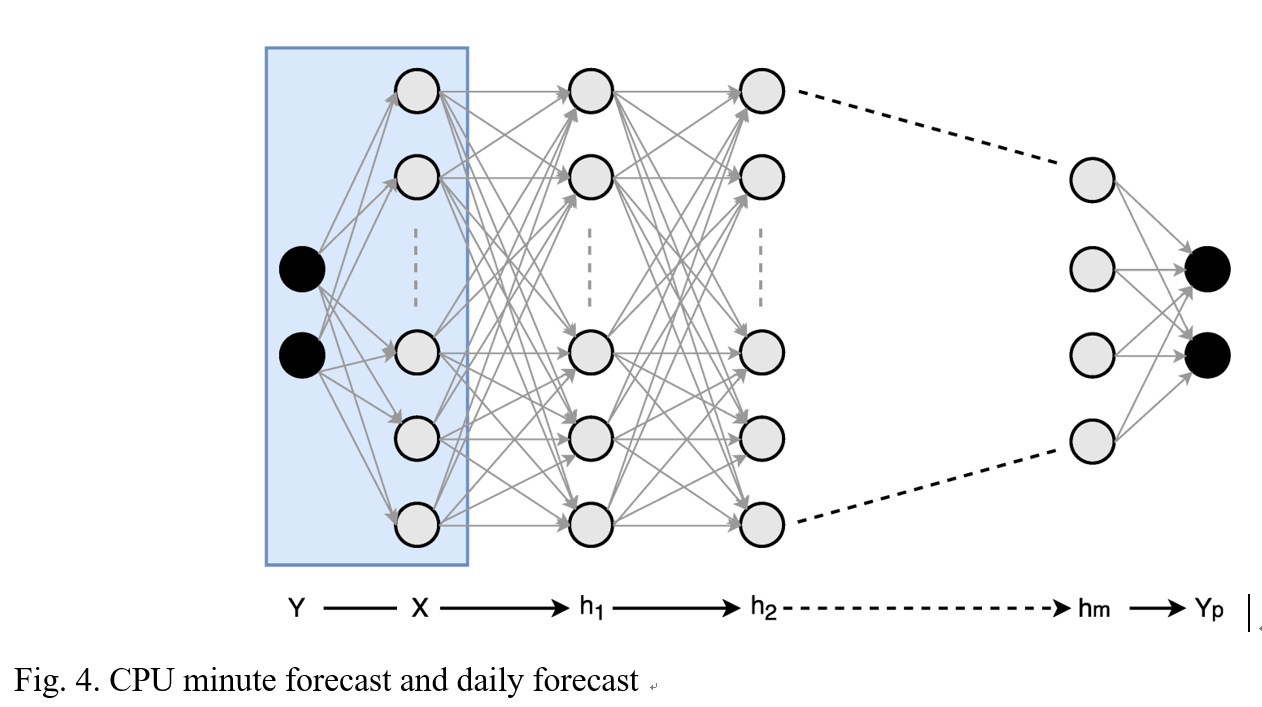 Y X h₁ h₂ hm Yp
Fig. 4. CPU minute forecast and daily forecast